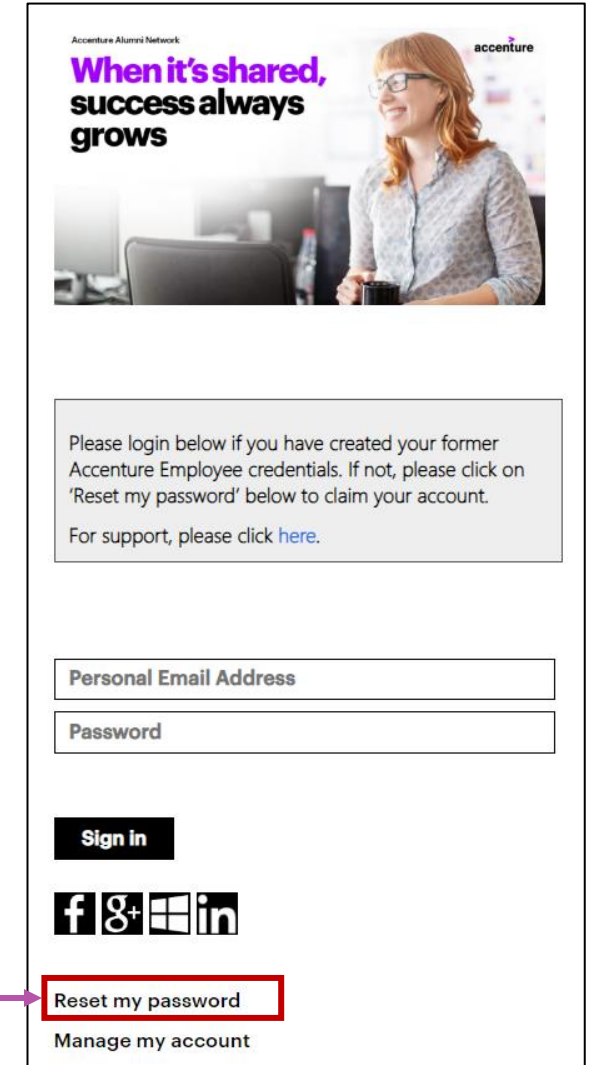 Accenture Alumni Network
accenture
When it's shared,
success always
grows
Please login below if you have created your former
Accenture Employee credentials. If not, please click on
'Reset my password' below to claim your account.
For support, please click here.
Personal Email Address
Password
Sign in
f g+ in
Reset my password
Manage my account